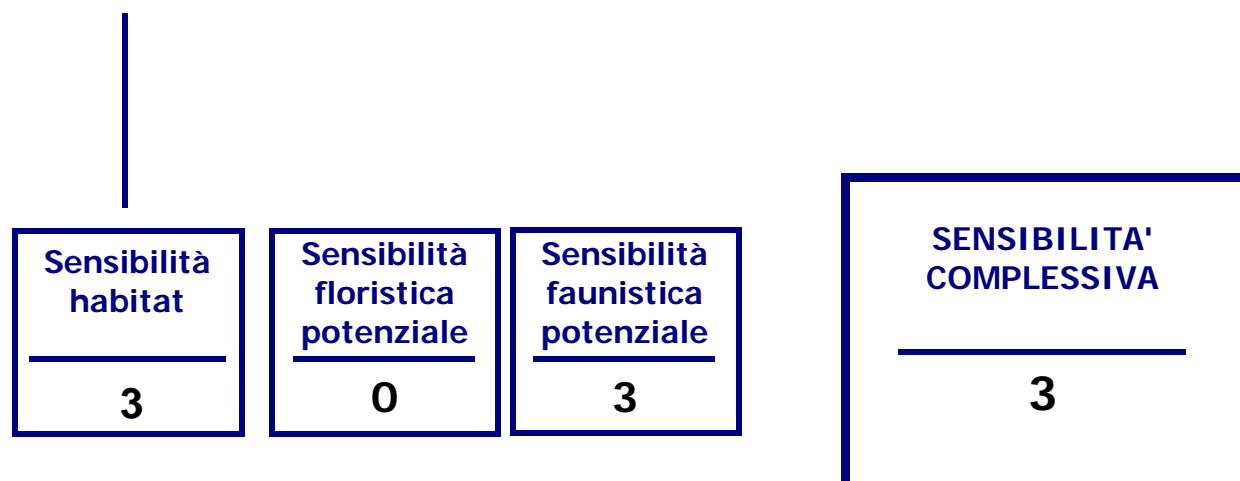 Sensibilità
habitat
3
Sensibilità
floristica
potenziale
0
Sensibilità
faunistica
potenziale
3
SENSIBILITA'
COMPLESSIVA
3